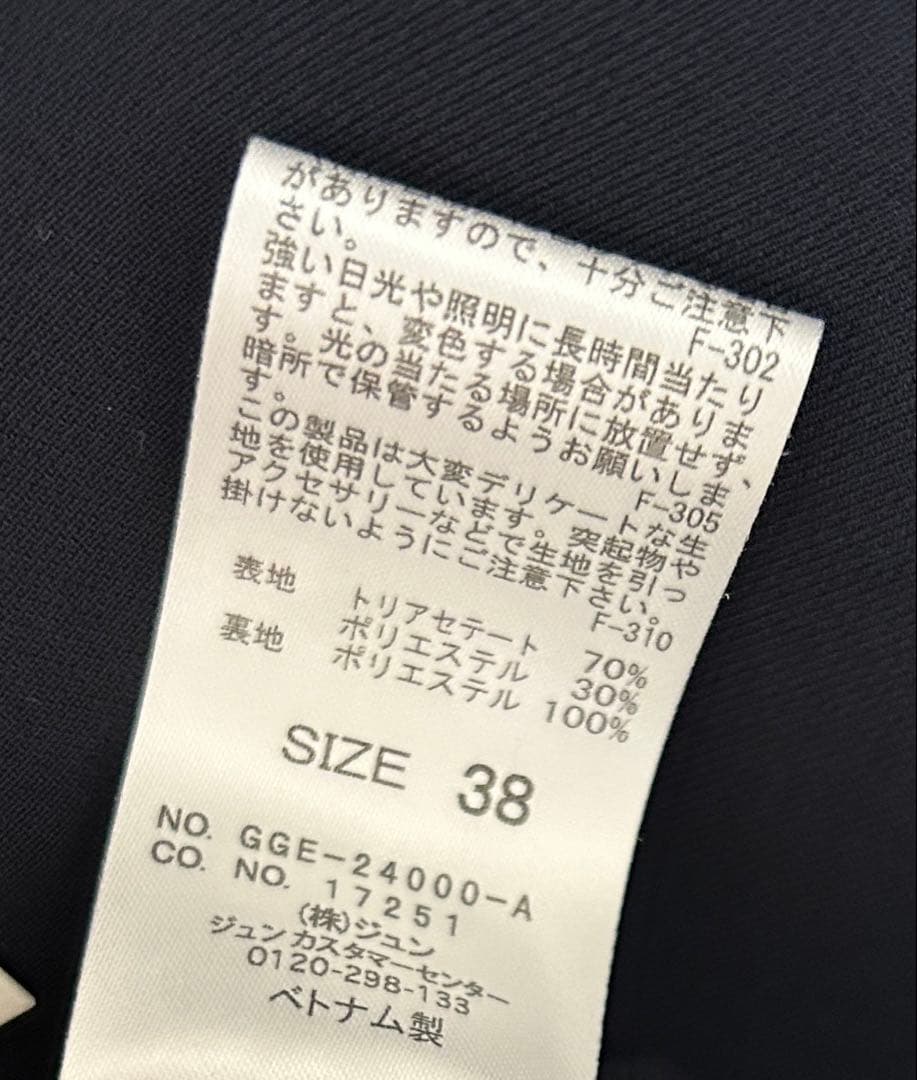 がありますので、十分ご注意下
さい。 F-302
強い日光や照明に長時間当たり
ますと、変色する場合がありま
す。光の当たる場所に放置せず、
暗所で保管するようお願いしま
す。 F-305
この製品は大変デリケートな生
地を使用しています。突起物や
アクセサリーなどで生地を引っ
掛けないようにご注意下さい。
F-310
表地 トリアセテート 70%
ポリエステル 30%
裏地 ポリエステル 100%
SIZE 38
NO. GGE-24000-A
CO. NO. 17251
(株)ジュン
ジュンカスタマーセンター
0120-298-133
ベトナム製